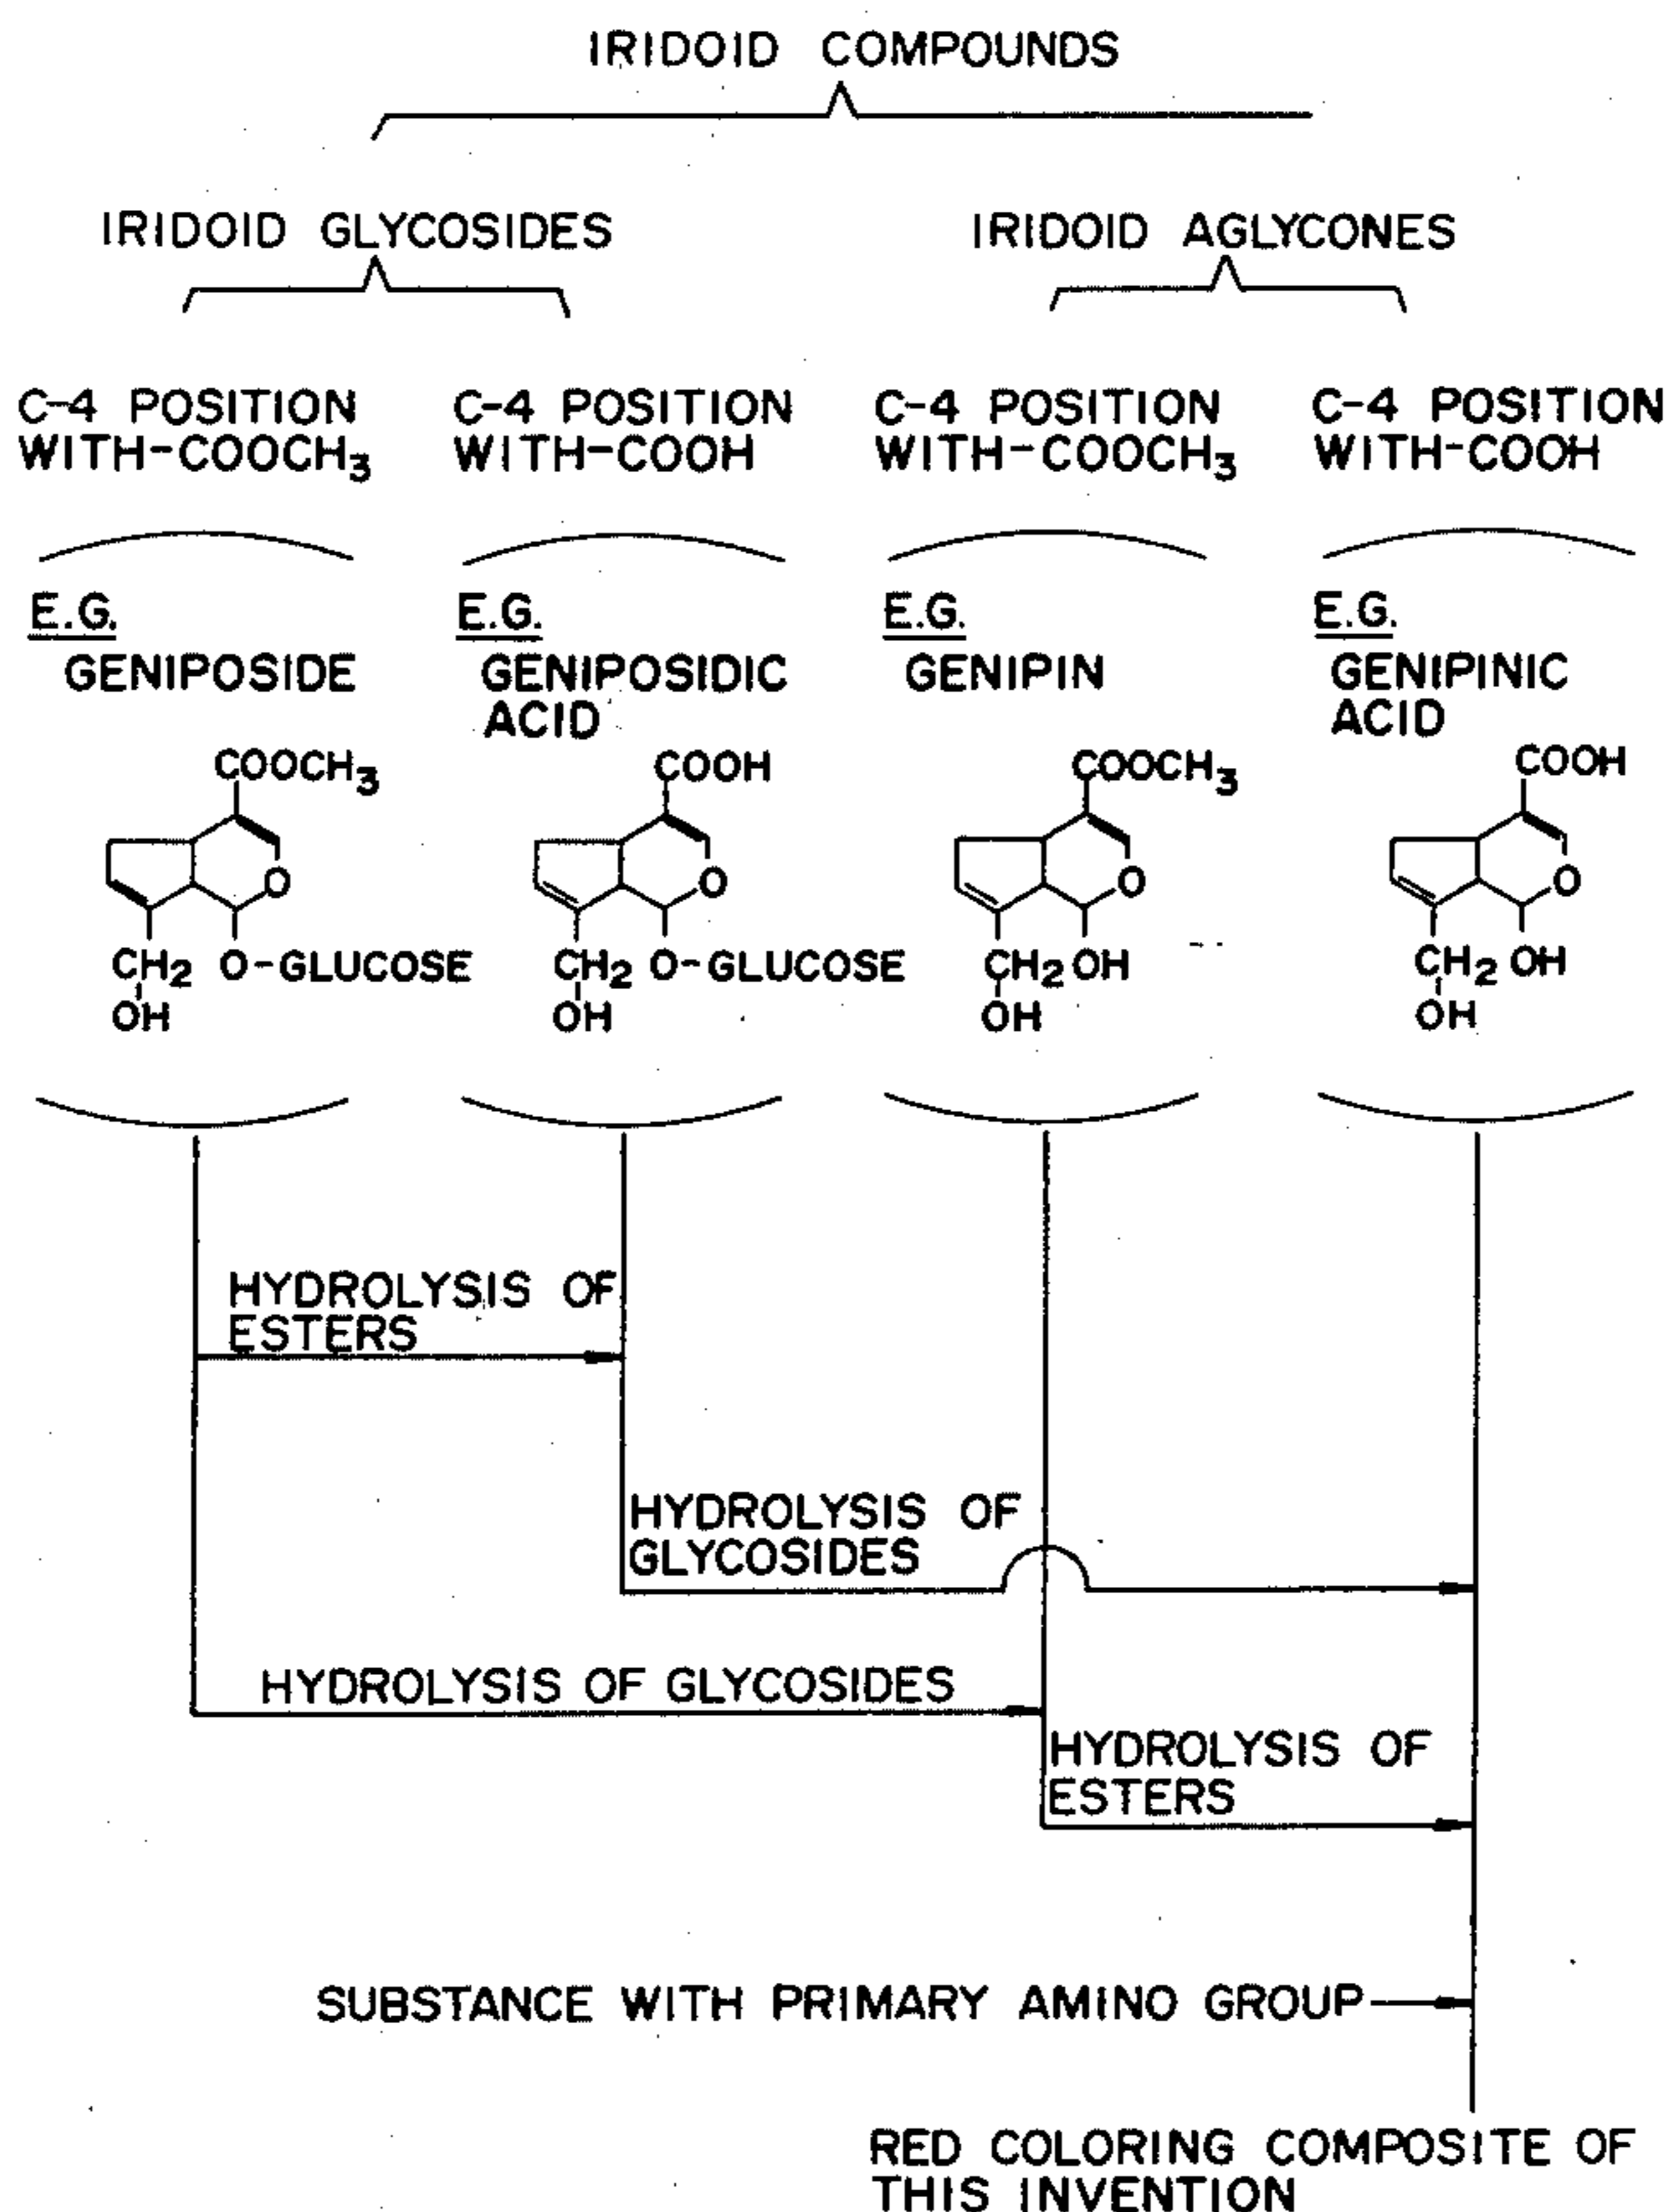 IRIDOID COMPOUNDS
IRIDOID GLYCOSIDES
IRIDOID AGLYCONES
C-4 POSITION
WITH-COOCH3
C-4 POSITION
WITH-COOH
C-4 POSITION
WITH-COOCH3
C-4 POSITION
WITH-COOH
E.G.
GENIPOSIDE
E.G.
GENIPOSIDIC
ACID
E.G.
GENIPIN
E.G.
GENIPINIC
ACID
COOCH3
O
CH2 O-GLUCOSE
OH
COOH
O
CH2 O-GLUCOSE
OH
COOCH3
O
CH2 OH
OH
COOH
O
CH2 OH
OH
HYDROLYSIS OF
ESTERS
HYDROLYSIS OF
GLYCOSIDES
HYDROLYSIS OF GLYCOSIDES
HYDROLYSIS OF
ESTERS
SUBSTANCE WITH PRIMARY AMINO GROUP
RED COLORING COMPOSITE OF
THIS INVENTION